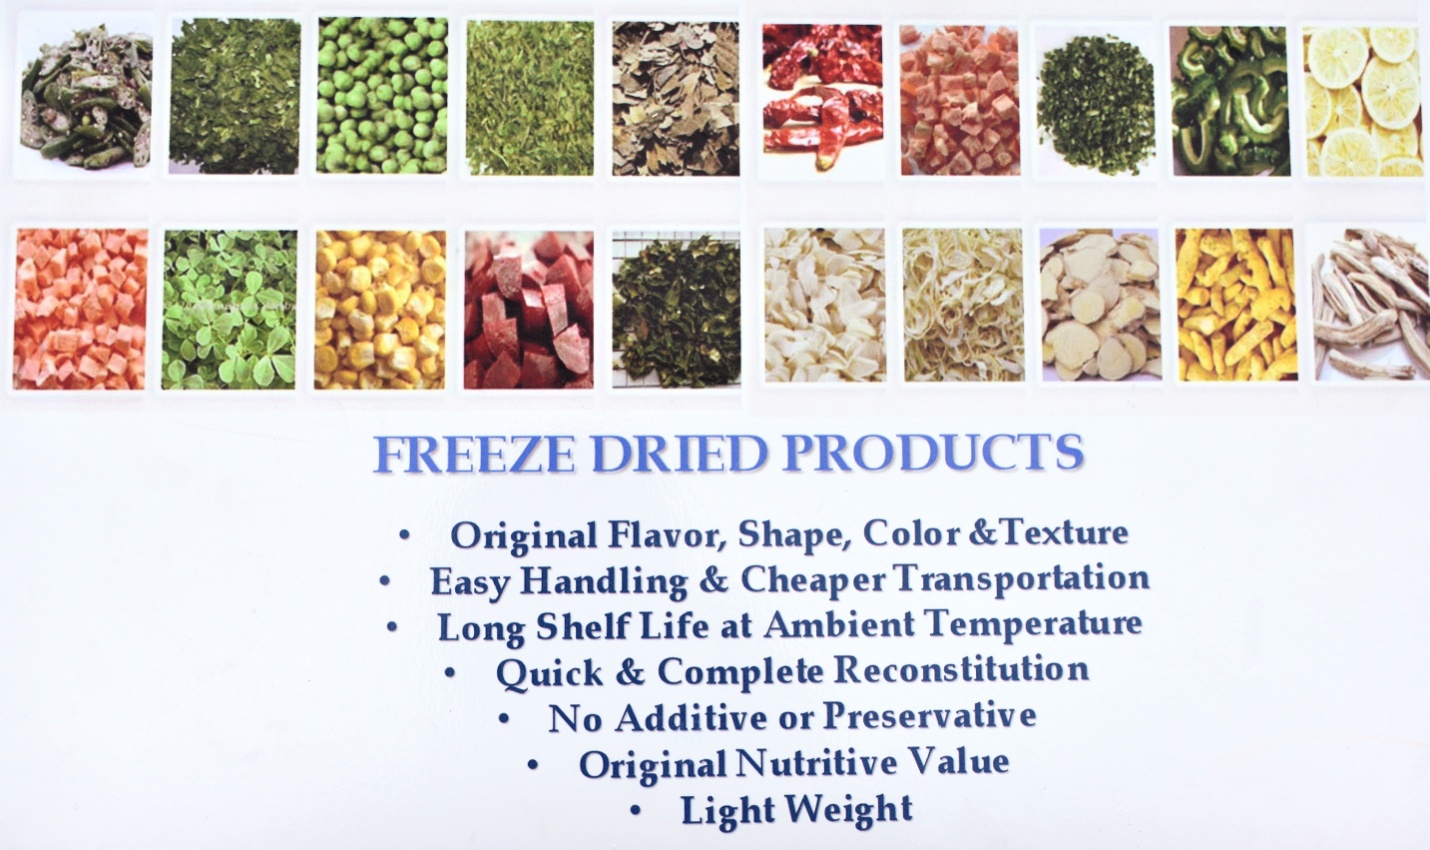 FREEZE DRIED PRODUCTS
• Original Flavor, Shape, Color &Texture
• Easy Handling & Cheaper Transportation
• Long Shelf Life at Ambient Temperature
• Quick & Complete Reconstitution
• No Additive or Preservative
• Original Nutritive Value
• Light Weight